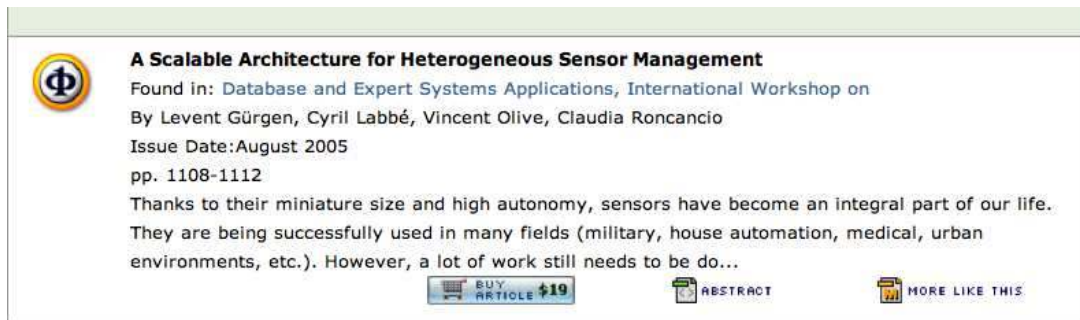 A Scalable Architecture for Heterogeneous Sensor Management
Found in: Database and Expert Systems Applications, International Workshop on
By Levent Gürgen, Cyril Labbé, Vincent Olive, Claudia Roncancio
Issue Date:August 2005
pp. 1108-1112
Thanks to their miniature size and high autonomy, sensors have become an integral part of our life.
They are being successfully used in many fields (military, house automation, medical, urban
environments, etc.). However, a lot of work still needs to be do...
BUY ARTICLE $19 ABSTRACT MORE LIKE THIS